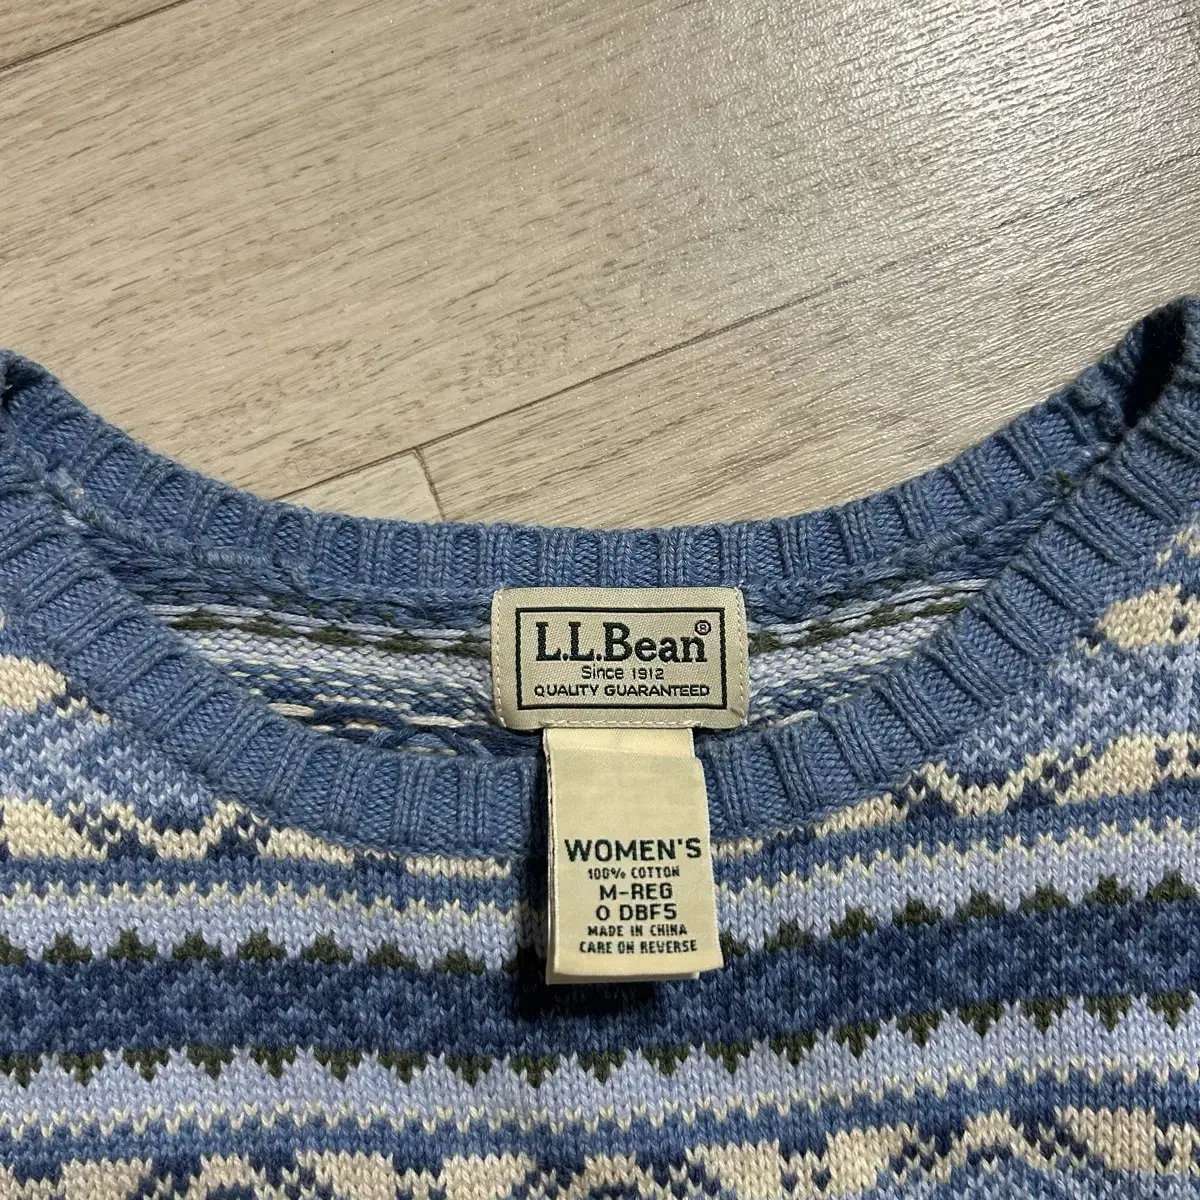 L.L.Bean®
Since 1912
QUALITY GUARANTEED
WOMEN'S
100% COTTON
M-REG
0 DBF5
MADE IN CHINA
CARE ON REVERSE